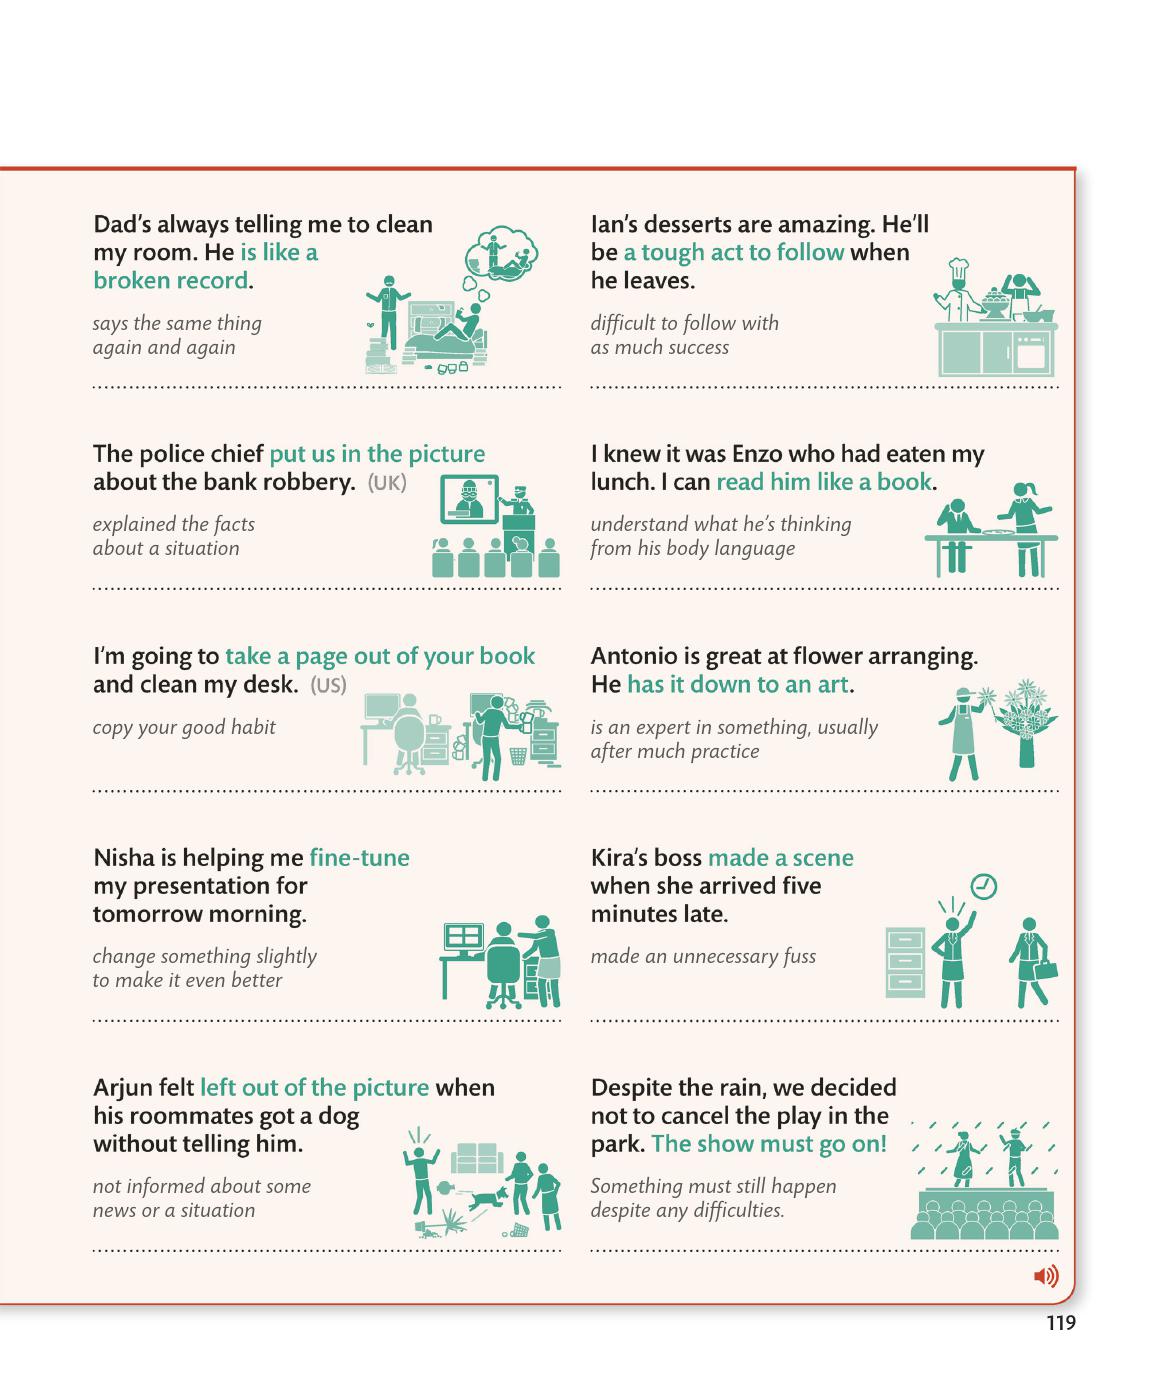 Dad's always telling me to clean
my room. He is like a
broken record.
says the same thing
again and again
Ian's desserts are amazing. He'll
be a tough act to follow when
he leaves.
difficult to follow with
as much success
The police chief put us in the picture
about the bank robbery. (UK)
explained the facts
about a situation
I knew it was Enzo who had eaten my
lunch. I can read him like a book.
understand what he's thinking
from his body language
I'm going to take a page out of your book
and clean my desk. (US)
copy your good habit
Antonio is great at flower arranging.
He has it down to an art.
is an expert in something, usually
after much practice
Nisha is helping me fine-tune
my presentation for
tomorrow morning.
change something slightly
to make it even better
Kira's boss made a scene
when she arrived five
minutes late.
made an unnecessary fuss
Arjun felt left out of the picture when
his roommates got a dog
without telling him.
not informed about some
news or a situation
Despite the rain, we decided
not to cancel the play in the
park. The show must go on!
Something must still happen
despite any difficulties.
119